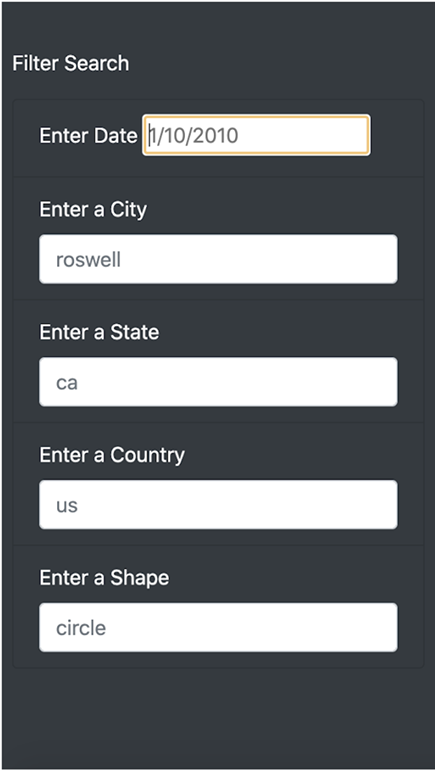 Filter Search
Enter Date 1/10/2010
Enter a City
roswell
Enter a State
ca
Enter a Country
us
Enter a Shape
circle